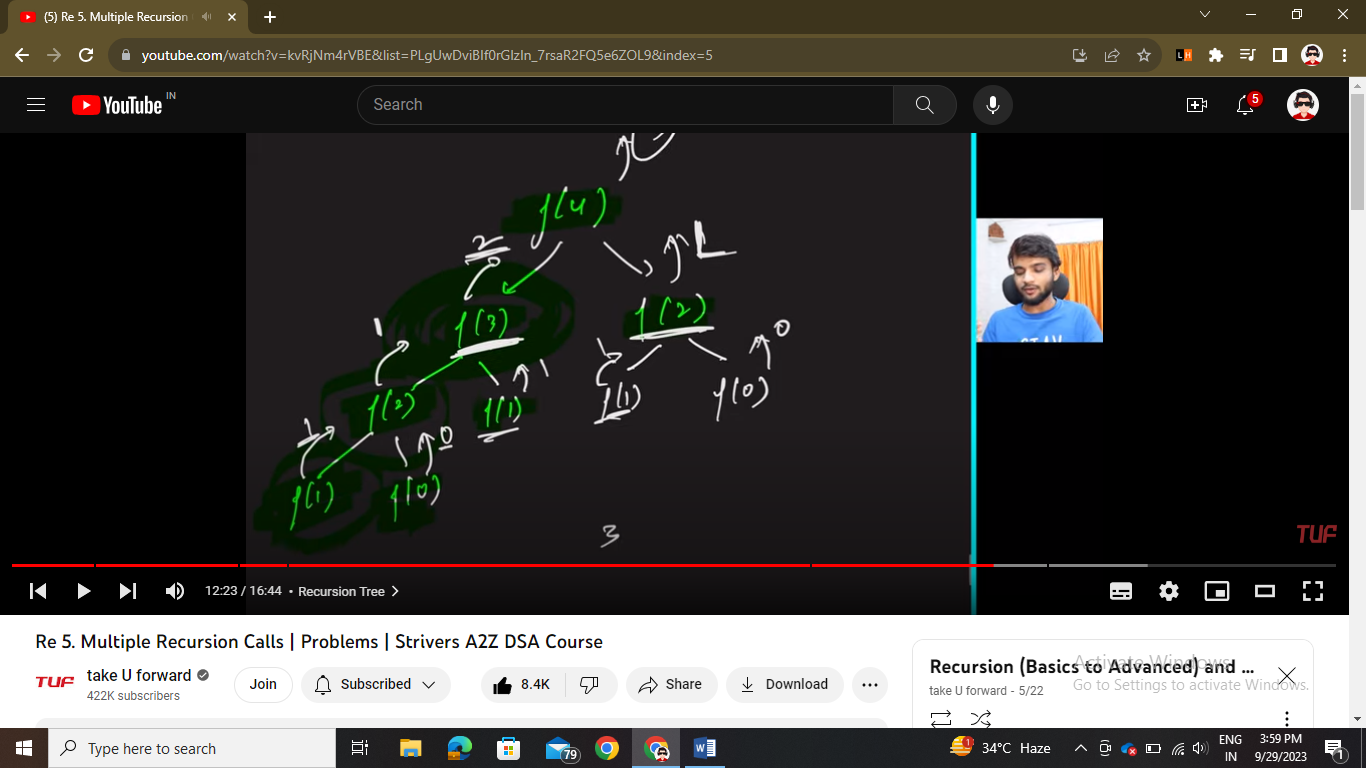 (5) Re 5. Multiple Recursion
youtube.com/watch?v=kvRjNm4rVBE&list=PLgUwDviBIf0rGlzIn_7rsaR2FQ5e6ZOL9&index=5
YouTube IN
Search
5
f(4)
2
L
f(3)
f(2)
1
1
0
1
f(2)
f(1)
f(1)
f(0)
1
0
f(1)
f(0)
3
TUF
12:23 / 16:44 • Recursion Tree
Re 5. Multiple Recursion Calls | Problems | Strivers A2Z DSA Course
TUF
take U forward
422K subscribers
Join
Subscribed
8.4K
Share
Download
Recursion (Basics to Advanced) and ...
take U forward - 5/22
Activate Windows
Go to Settings to activate Windows.
Type here to search
79
1
34°C Haze
ENG
IN
3:59 PM
9/29/2023
1